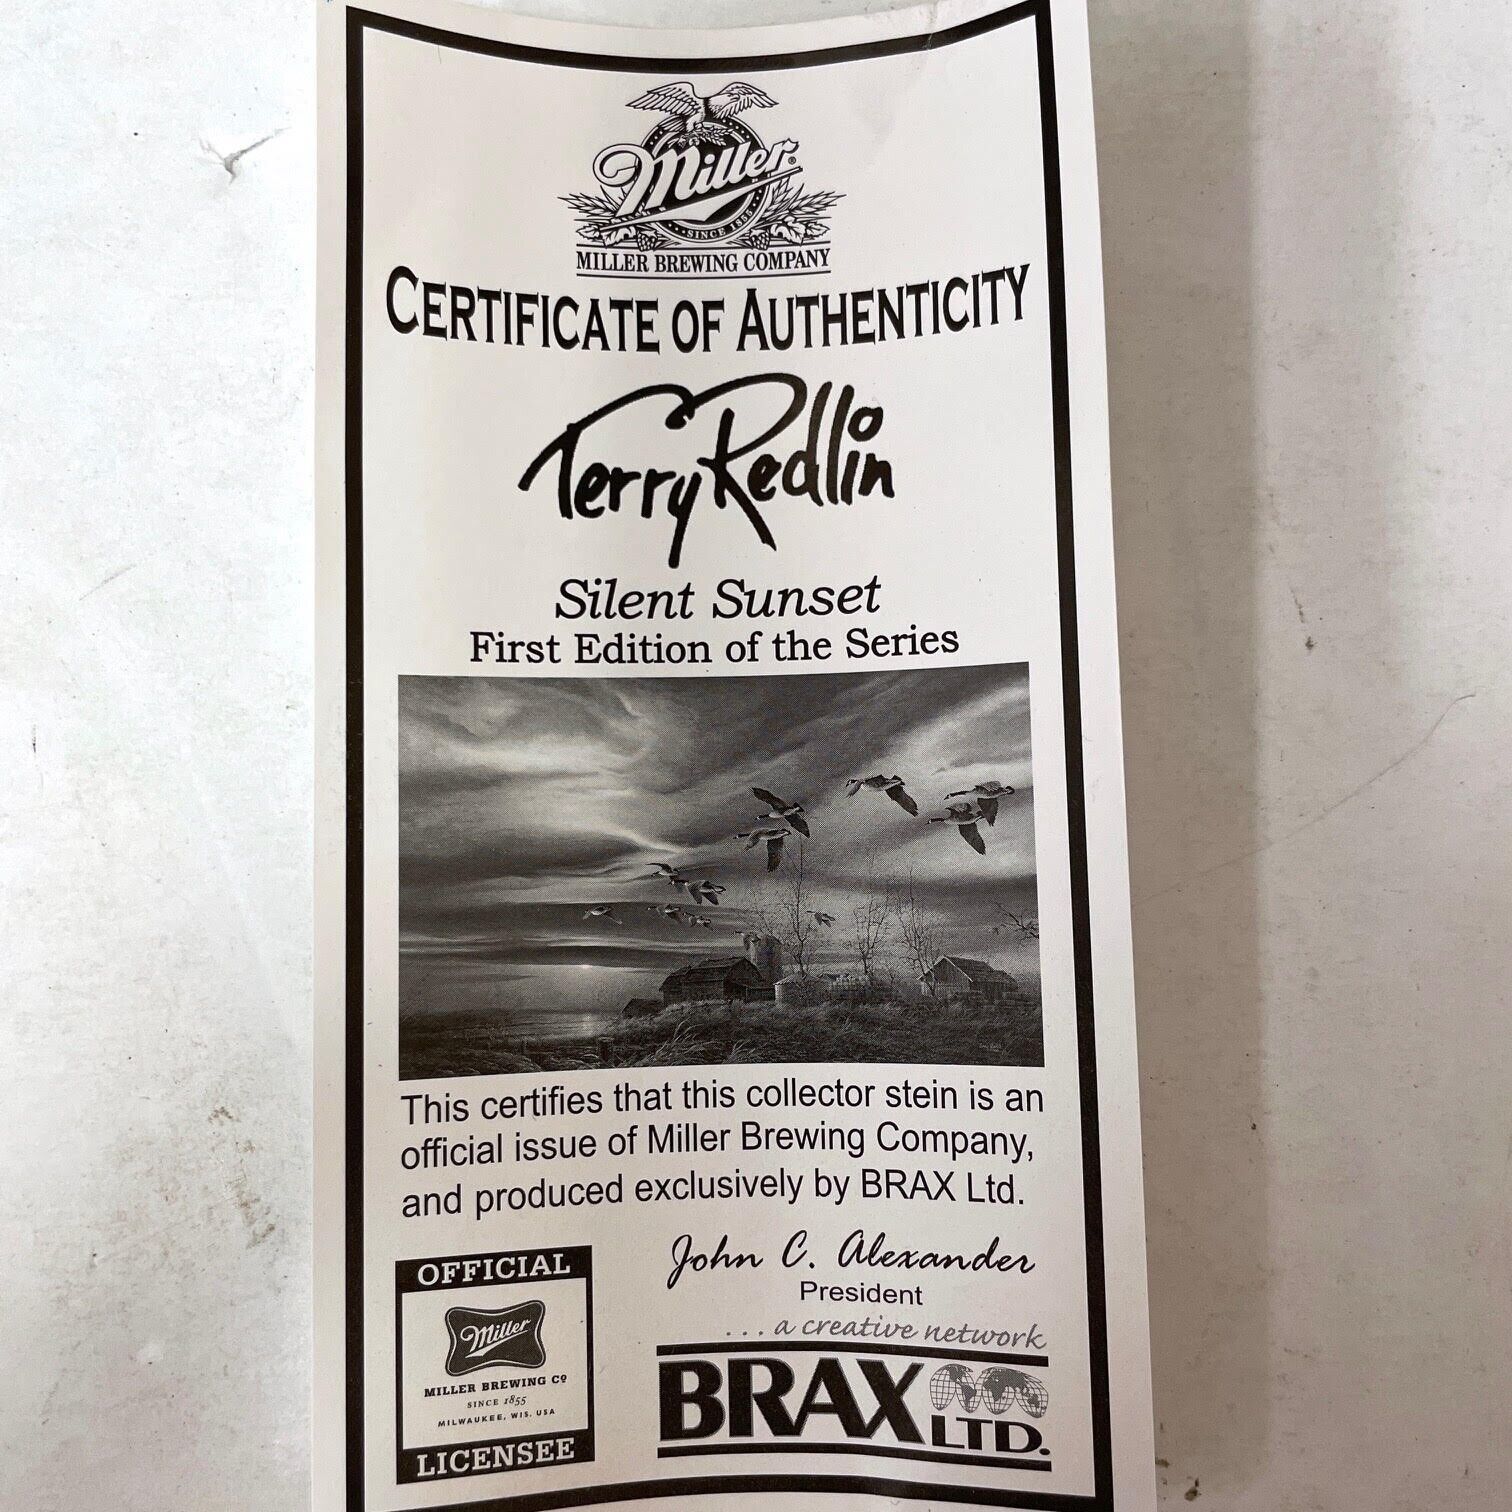 Miller®
SINCE 1855
MILLER BREWING COMPANY
CERTIFICATE OF AUTHENTICITY
Terry Redlin
Silent Sunset
First Edition of the Series
This certifies that this collector stein is an
official issue of Miller Brewing Company,
and produced exclusively by BRAX Ltd.
John C. Alexander
President
...a creative network
BRAX LTD.
OFFICIAL
Miller
MILLER BREWING Cº
SINCE 1855
MILWAUKEE, WIS. USA
LICENSEE